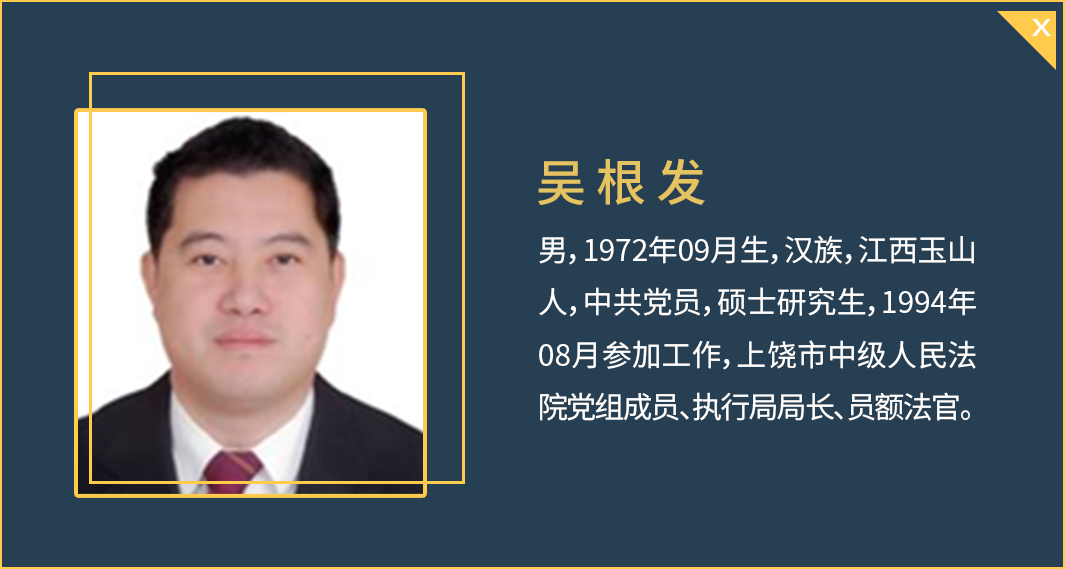 X
吴根发
男，1972年09月生，汉族，江西玉山
人，中共党员，硕士研究生，1994年
08月参加工作，上饶市中级人民法
院党组成员、执行局局长、员额法官。